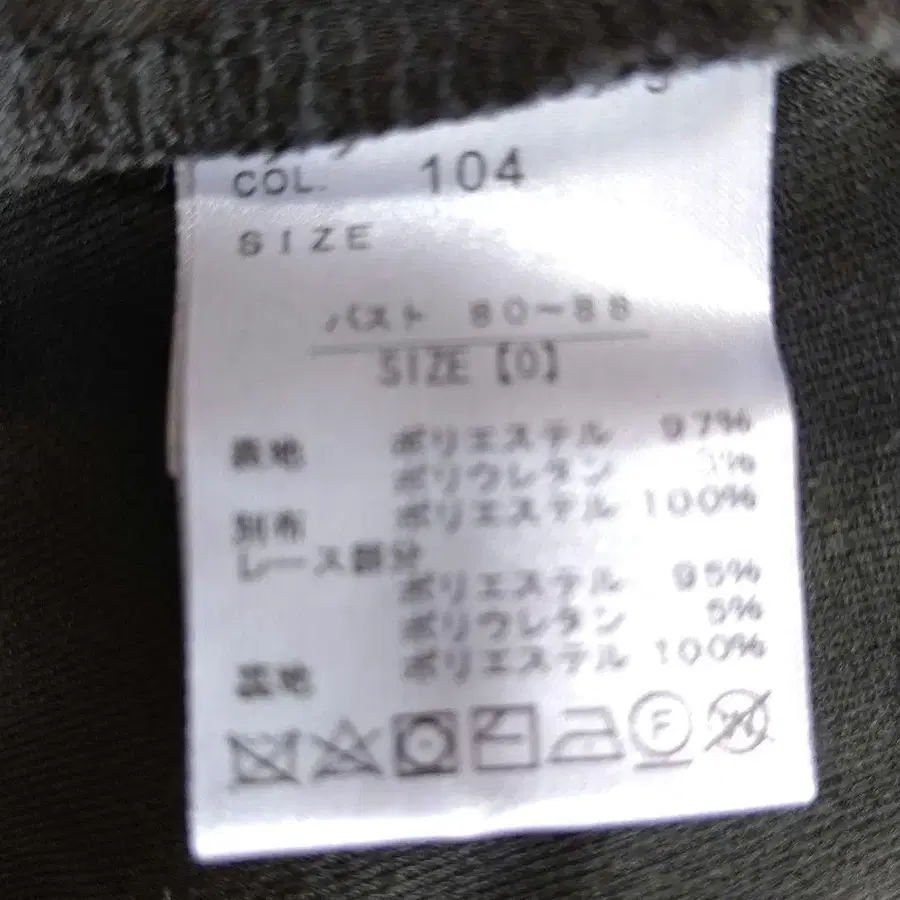 COL. 104
SIZE
バスト 80~88
SIZE【0】
表地 ポリエステル 97%
ポリウレタン 3%
別布 ポリエステル 100%
レース部分
ポリエステル 95%
ポリウレタン 5%
裏地 ポリエステル 100%
F W